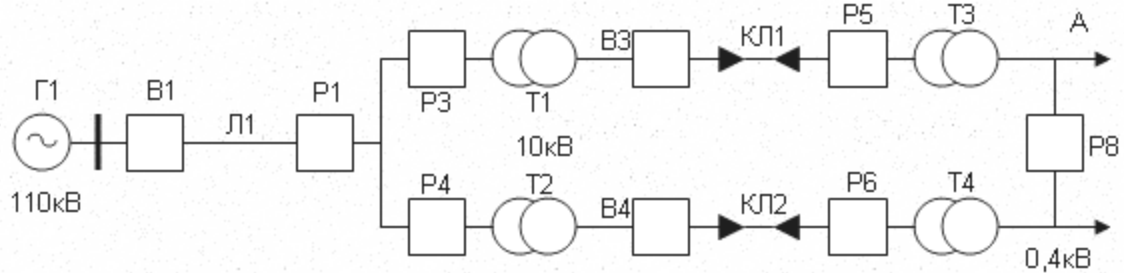 Р5
Т3
А
В3
КЛ1
Г1
В1
Р1
Р3
Т1
Л1
10кВ
Р8
110кВ
Р4
Т2
В4
КЛ2
Р6
Т4
0,4кВ